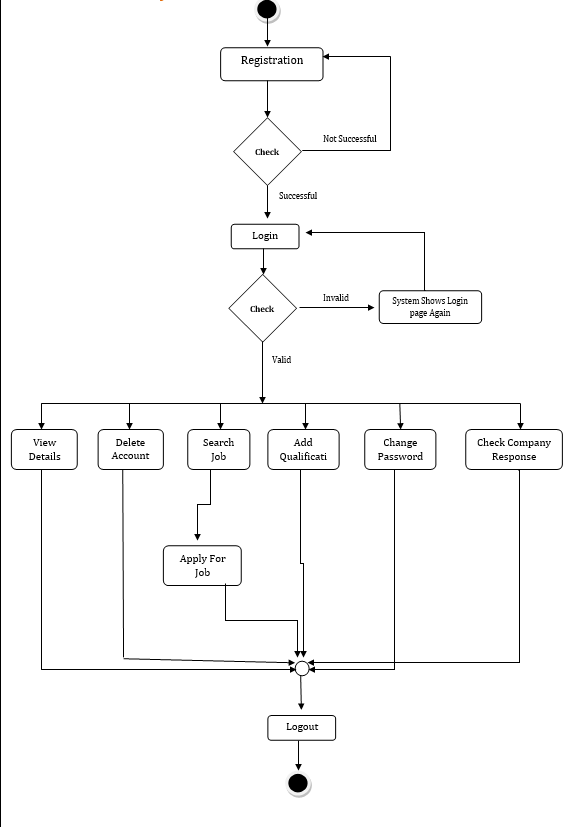 Registration
Check
Not Successful
Successful
Login
Check
Invalid
System Shows Login
page Again
Valid
View
Details
Delete
Account
Search
Job
Add
Qualificati
Change
Password
Check Company
Response
Apply For
Job
Logout